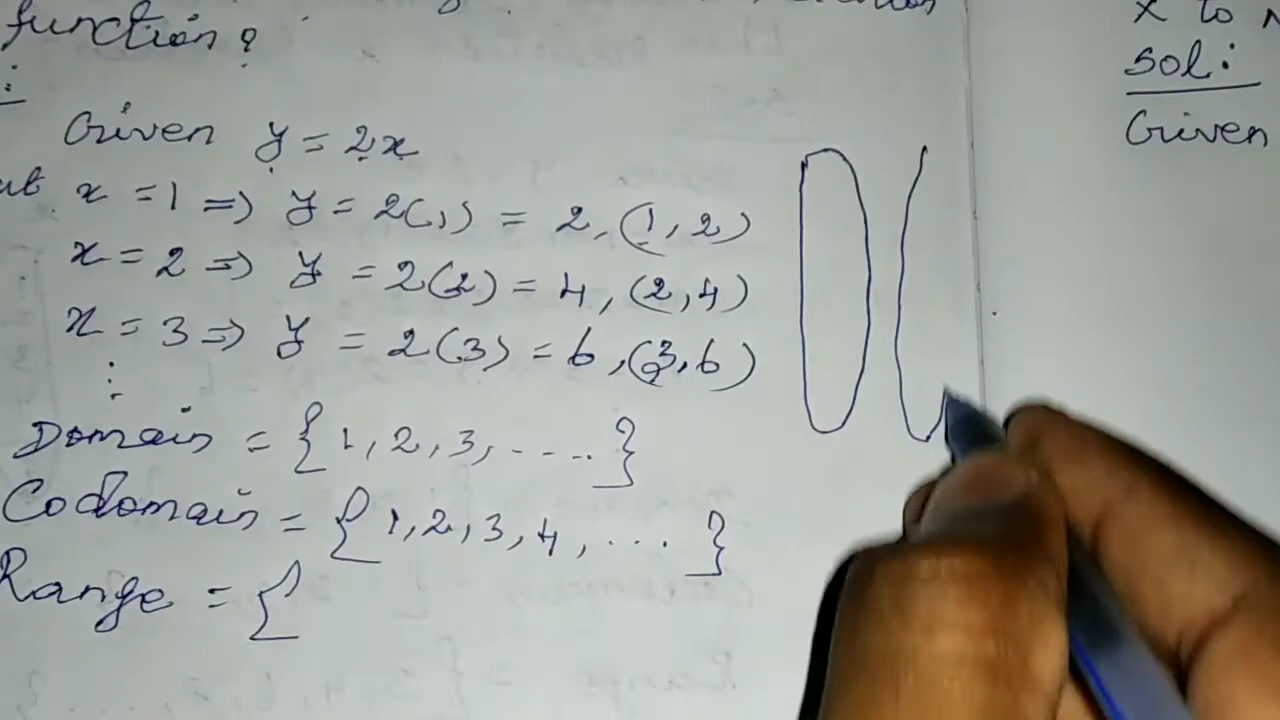 function?
:
Given y = 2x
at x = 1 => y = 2(1) = 2, (1, 2)
x = 2 => y = 2(2) = 4, (2, 4)
x = 3 => y = 2(3) = 6, (3, 6)
⋮
Domain = {1, 2, 3, ....}
Codomain = {1, 2, 3, 4, ... }
Range = {
x to N
Sol:
Given